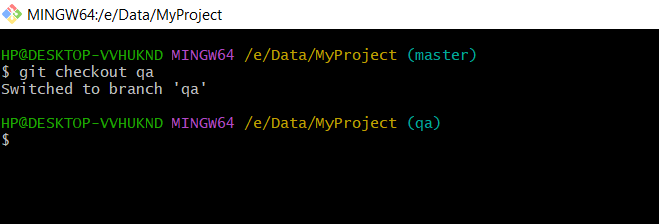 MINGW64:/e/Data/MyProject
HP@DESKTOP-VVHUKND MINGW64 /e/Data/MyProject (master)
$ git checkout qa
Switched to branch 'qa'
HP@DESKTOP-VVHUKND MINGW64 /e/Data/MyProject (qa)
$